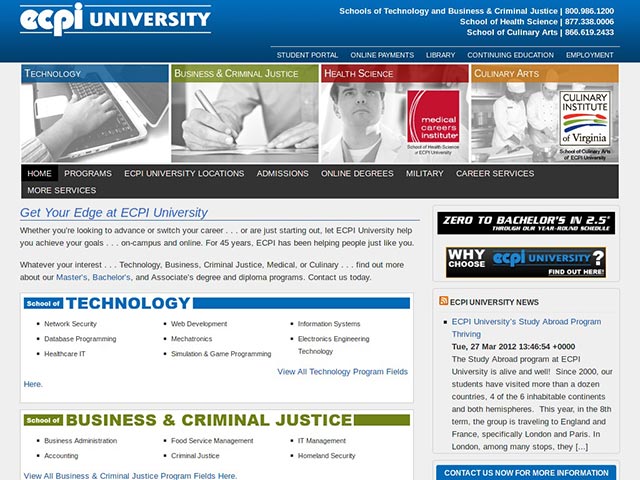 ecpi UNIVERSITY
Schools of Technology and Business & Criminal Justice | 800.986.1200
School of Health Science | 877.338.0006
School of Culinary Arts | 866.619.2433
STUDENT PORTAL ONLINE PAYMENTS LIBRARY CONTINUING EDUCATION EMPLOYMENT
TECHNOLOGY
BUSINESS & CRIMINAL JUSTICE
HEALTH SCIENCE
medical
careers
institute
School of Health Science
of ECPI University
CULINARY ARTS
CULINARY
INSTITUTE
of Virginia
School of Culinary Arts
of ECPI University
HOME PROGRAMS ECPI UNIVERSITY LOCATIONS ADMISSIONS ONLINE DEGREES MILITARY CAREER SERVICES
MORE SERVICES
Get Your Edge at ECPI University
Whether you're looking to advance or switch your career . . . or are just starting out, let ECPI University help
you achieve your goals . . . on-campus and online. For 45 years, ECPI has been helping people just like you.
Whatever your interest . . . Technology, Business, Criminal Justice, Medical, or Culinary . . . find out more
about our Master's, Bachelor's, and Associate's degree and diploma programs. Contact us today.
School of TECHNOLOGY
Network Security Web Development Information Systems
Database Programming Mechatronics Electronics Engineering
Technology
Healthcare IT Simulation & Game Programming
View All Technology Program Fields
Here.
School of BUSINESS & CRIMINAL JUSTICE
Business Administration Food Service Management IT Management
Accounting Criminal Justice Homeland Security
View All Business & Criminal Justice Program Fields Here.
ZERO TO BACHELOR'S IN 2.5*
THROUGH OUR YEAR-ROUND SCHEDULE
WHY
CHOOSE ecpi UNIVERSITY ?
FIND OUT HERE!
ECPI UNIVERSITY NEWS
ECPI University's Study Abroad Program
Thriving
Tue, 27 Mar 2012 13:46:54 +0000
The Study Abroad program at ECPI
University is alive and well! Since 2000, our
students have visited more than a dozen
countries, 4 of the 6 inhabitable continents
and both hemispheres. This year, in the 8th
term, the group is traveling to England and
France, specifically London and Paris. In
London, among many stops, they [...]
CONTACT US NOW FOR MORE INFORMATION